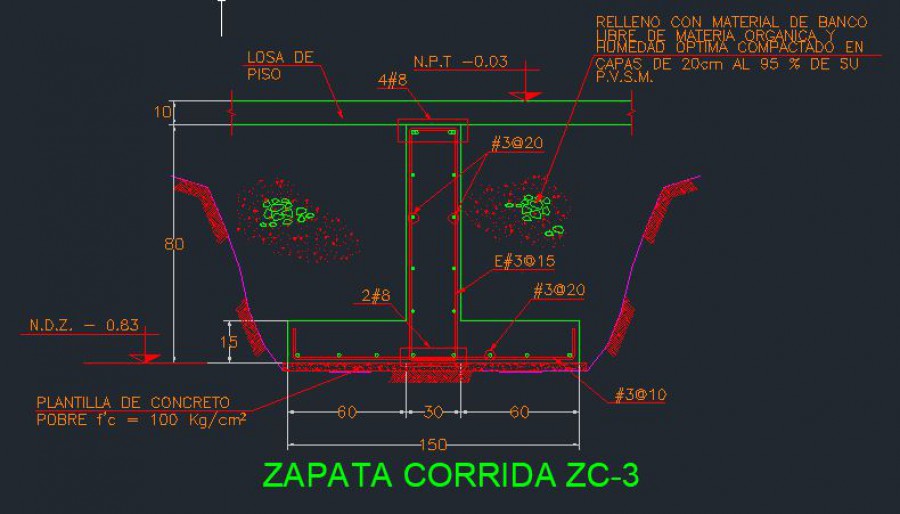 RELLENO CON MATERIAL DE BANCO
LIBRE DE MATERIA ORGANICA Y
HUMEDAD OPTIMA COMPACTADO EN
CAPAS DE 20cm AL 95 % DE SU
P.V.S.M.
LOSA DE
PISO
N.P.T -0.03
4#8
10
#3@20
80
E#3@15
2#8
#3@20
N.D.Z. - 0.83
15
#3@10
PLANTILLA DE CONCRETO
POBRE f'c = 100 Kg/cm²
60
30
60
150
ZAPATA CORRIDA ZC-3